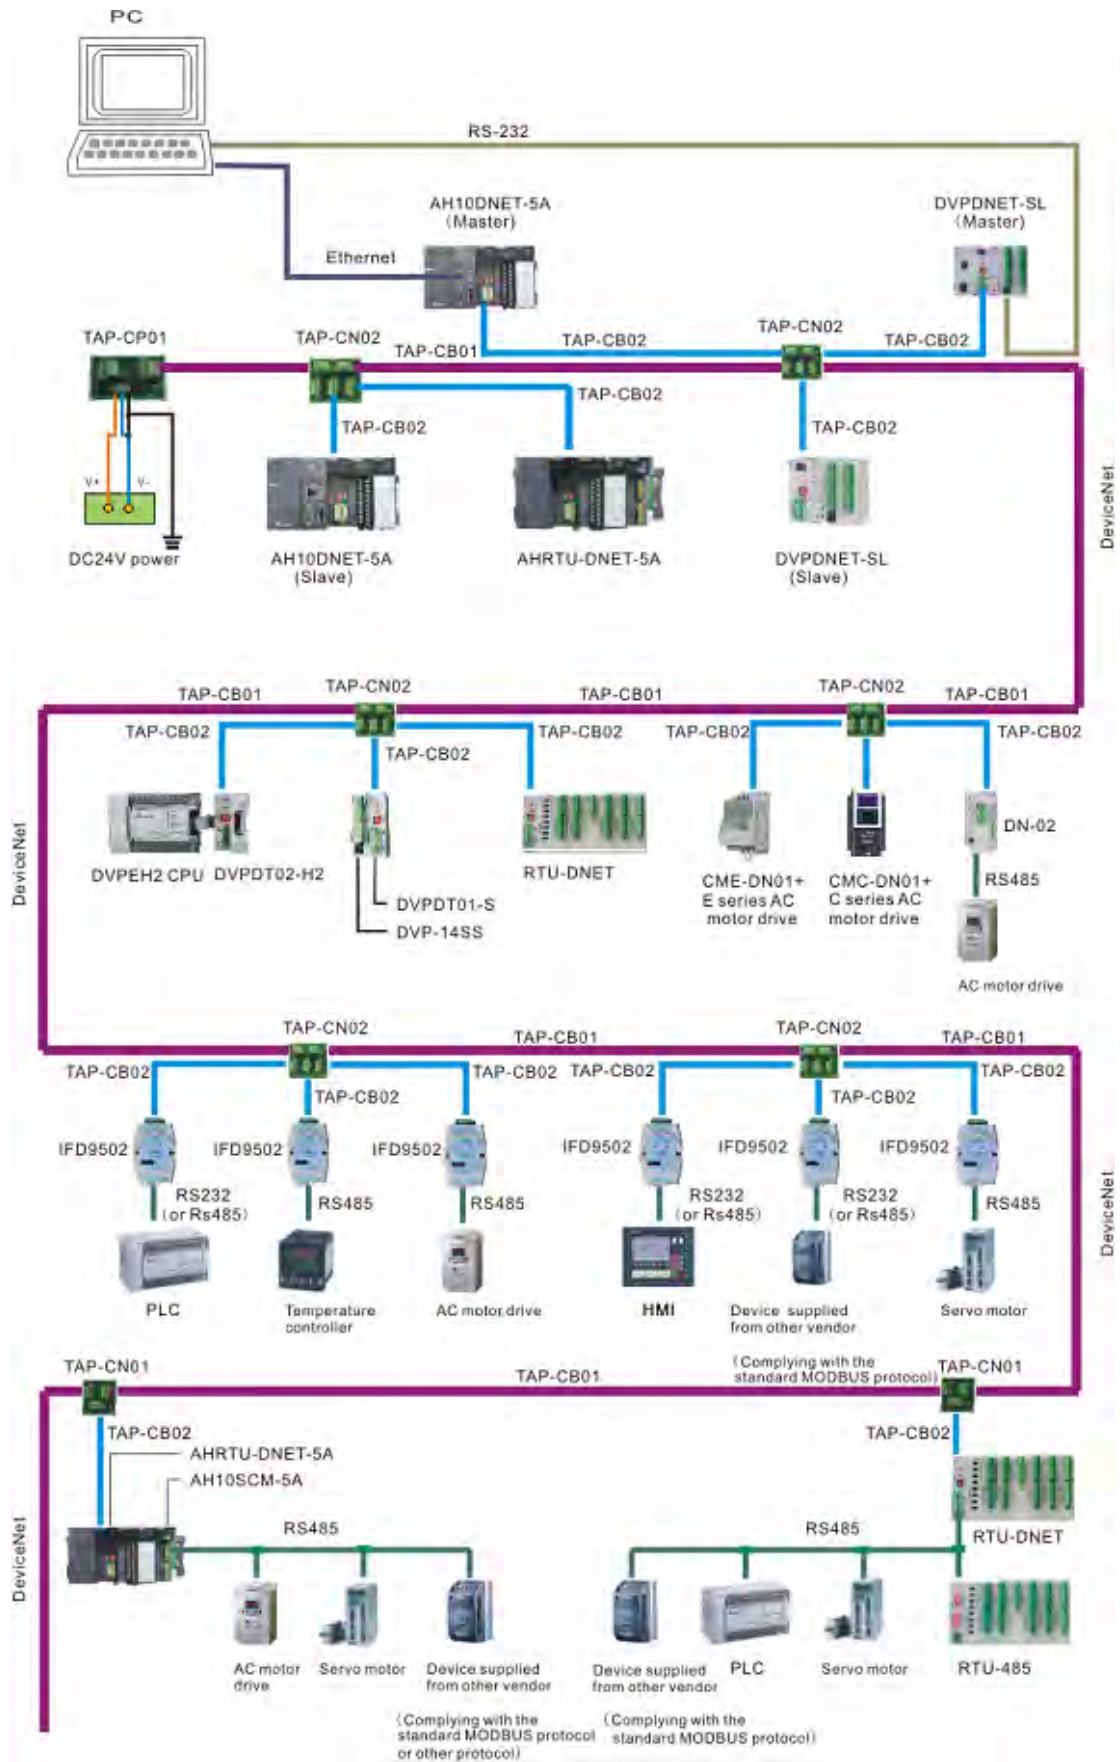 PC
RS-232
AH10DNET-5A
(Master)
DVPDNET-SL
(Master)
Ethernet
TAP-CP01
TAP-CN02
TAP-CB01
TAP-CB02
TAP-CN02
TAP-CB02
TAP-CB02
TAP-CB02
TAP-CB02
V+
V-
DC24V power
AH10DNET-5A
(Slave)
AHRTU-DNET-5A
DVPDNET-SL
(Slave)
DeviceNet
TAP-CB01
TAP-CN02
TAP-CB01
TAP-CN02
TAP-CB01
TAP-CB02
TAP-CB02
TAP-CB02
TAP-CB02
TAP-CB02
DN-02
DVPEH2 CPU
DVPDT02-H2
RTU-DNET
RS485
CME-DN01+
E series AC
motor drive
CMC-DN01+
C series AC
motor drive
DVPDT01-S
DVP-14SS
AC motor drive
DeviceNet
TAP-CN02
TAP-CB01
TAP-CN02
TAP-CB01
TAP-CB02
TAP-CB02
TAP-CB02
TAP-CB02
TAP-CB02
TAP-CB02
IFD9502
IFD9502
IFD9502
IFD9502
IFD9502
IFD9502
RS232
(or Rs485)
RS485
RS485
RS232
(or Rs485)
RS232
(or Rs485)
RS485
PLC
Temperature
controller
AC motor drive
HMI
Device supplied
from other vendor
(Complying with the
standard MODBUS protocol)
Servo motor
DeviceNet
TAP-CN01
TAP-CB01
TAP-CN01
TAP-CB02
TAP-CB02
AHRTU-DNET-5A
AH10SCM-5A
RS485
RS485
RTU-DNET
DeviceNet
AC motor
drive
Servo motor
Device supplied
from other vendor
(Complying with the
standard MODBUS protocol
or other protocol)
Device supplied
from other vendor
(Complying with the
standard MODBUS protocol)
PLC
Servo motor
RTU-485